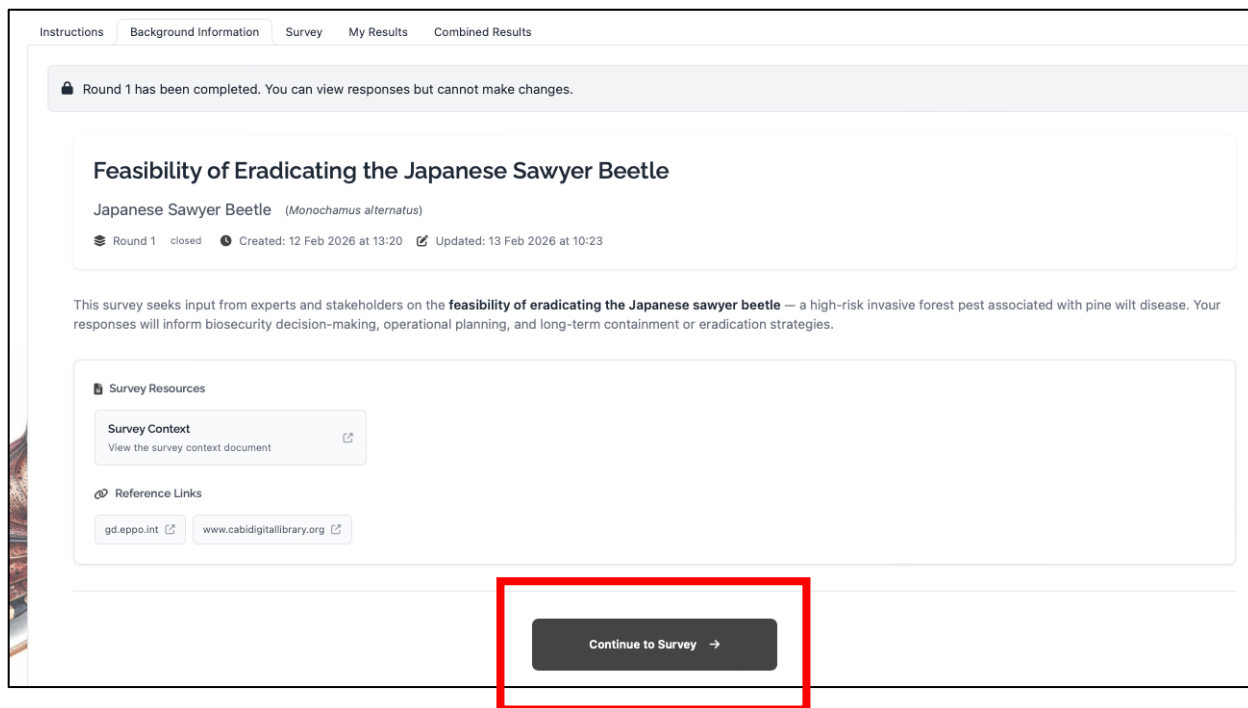 Instructions Background Information Survey My Results Combined Results
Round 1 has been completed. You can view responses but cannot make changes.
Feasibility of Eradicating the Japanese Sawyer Beetle
Japanese Sawyer Beetle (Monochamus alternatus)
Round 1 closed Created: 12 Feb 2026 at 13:20 Updated: 13 Feb 2026 at 10:23
This survey seeks input from experts and stakeholders on the feasibility of eradicating the Japanese sawyer beetle — a high-risk invasive forest pest associated with pine wilt disease. Your
responses will inform biosecurity decision-making, operational planning, and long-term containment or eradication strategies.
Survey Resources
Survey Context
View the survey context document
Reference Links
gd.eppo.int www.cabidigitallibrary.org
Continue to Survey →